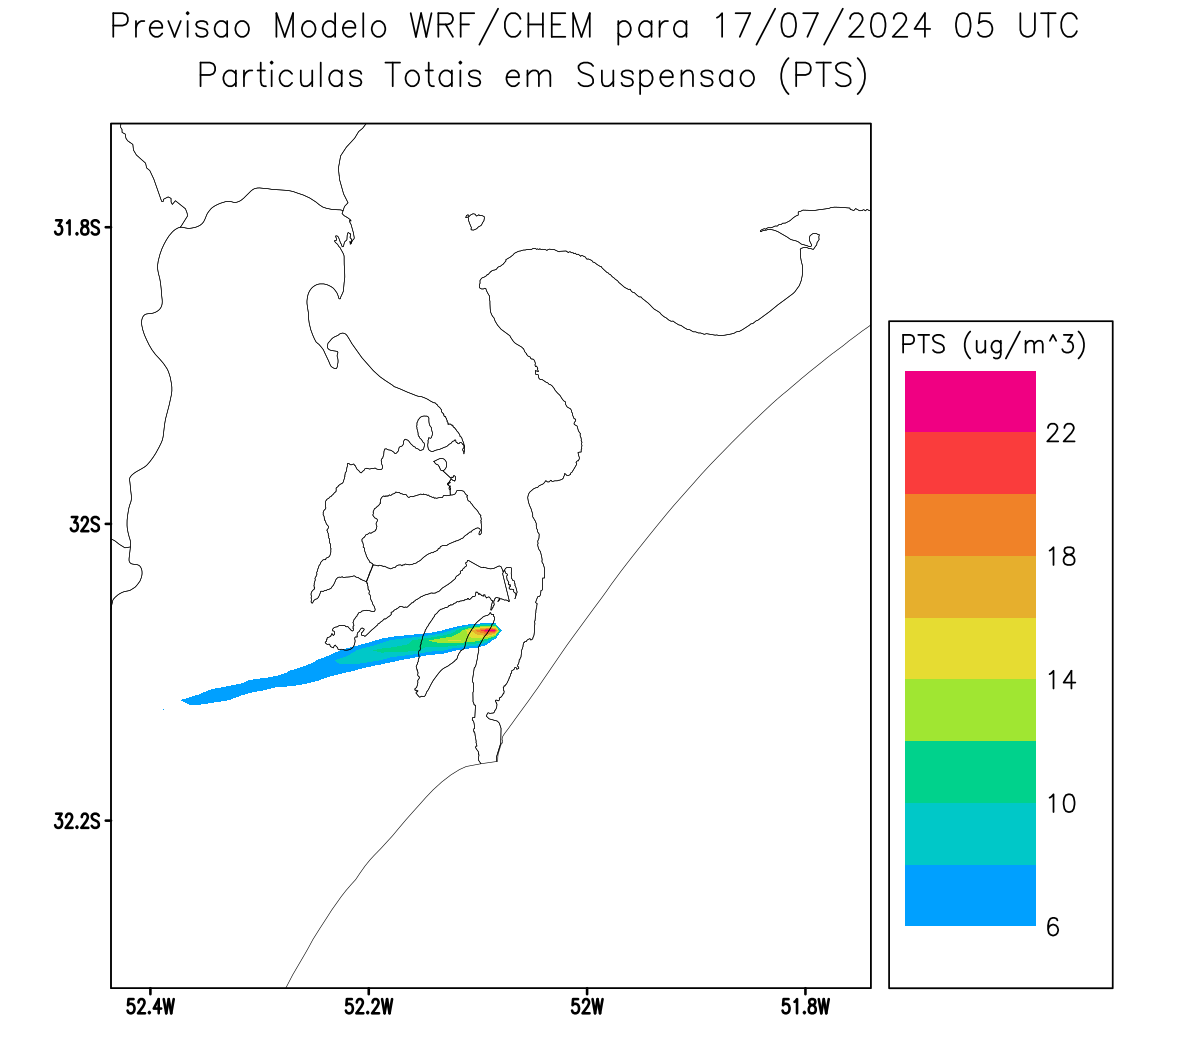 Previsao Modelo WRF/CHEM para 17/07/2024 05 UTC
Particulas Totais em Suspensao (PTS)
31.8S
32S
32.2S
52.4W
52.2W
52W
51.8W
PTS (ug/m^3)
22
18
14
10
6